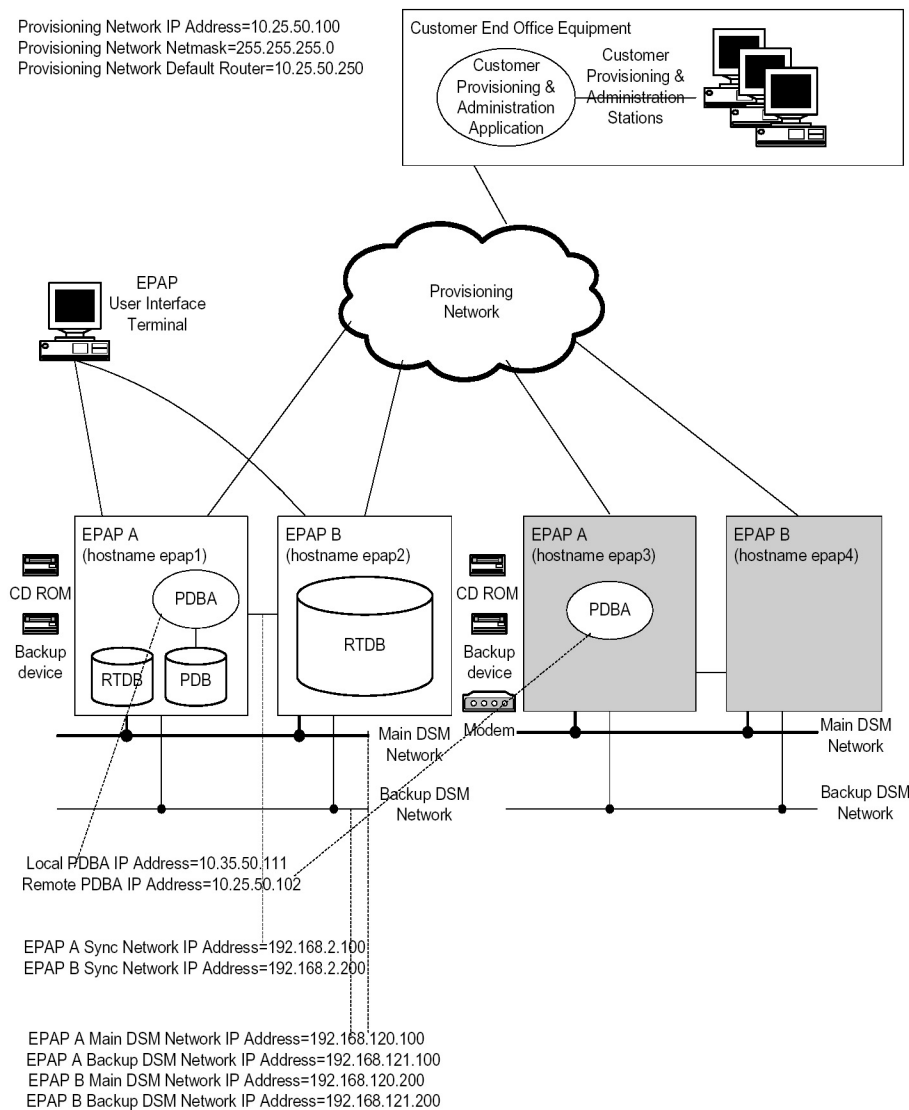 Provisioning Network IP Address=10.25.50.100
Provisioning Network Netmask=255.255.255.0
Provisioning Network Default Router=10.25.50.250
Customer End Office Equipment
Customer
Provisioning &
Administration
Application
Customer
Provisioning &
Administration
Stations
EPAP
User Interface
Terminal
Provisioning
Network
EPAP A
(hostname epap1)
EPAP B
(hostname epap2)
EPAP A
(hostname epap3)
EPAP B
(hostname epap4)
CD ROM
Backup
device
PDBA
RTDB
PDB
RTDB
CD ROM
Backup
device
Modem
PDBA
Main DSM
Network
Backup DSM
Network
Main DSM
Network
Backup DSM
Network
Local PDBA IP Address=10.35.50.111
Remote PDBA IP Address=10.25.50.102
EPAP A Sync Network IP Address=192.168.2.100
EPAP B Sync Network IP Address=192.168.2.200
EPAP A Main DSM Network IP Address=192.168.120.100
EPAP A Backup DSM Network IP Address=192.168.121.100
EPAP B Main DSM Network IP Address=192.168.120.200
EPAP B Backup DSM Network IP Address=192.168.121.200